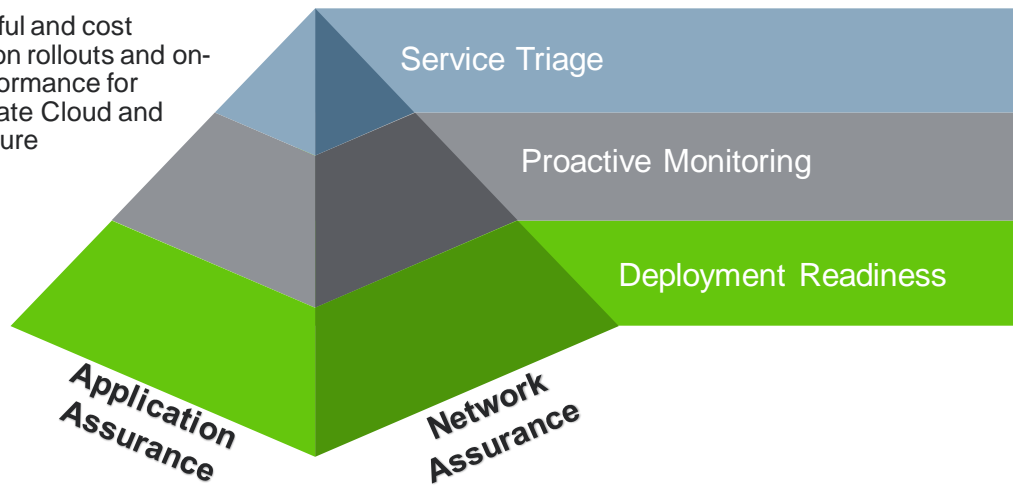 ful and cost
on rollouts and on-
ormance for
ate Cloud and
ure
Service Triage
Proactive Monitoring
Deployment Readiness
Application
Assurance
Network
Assurance